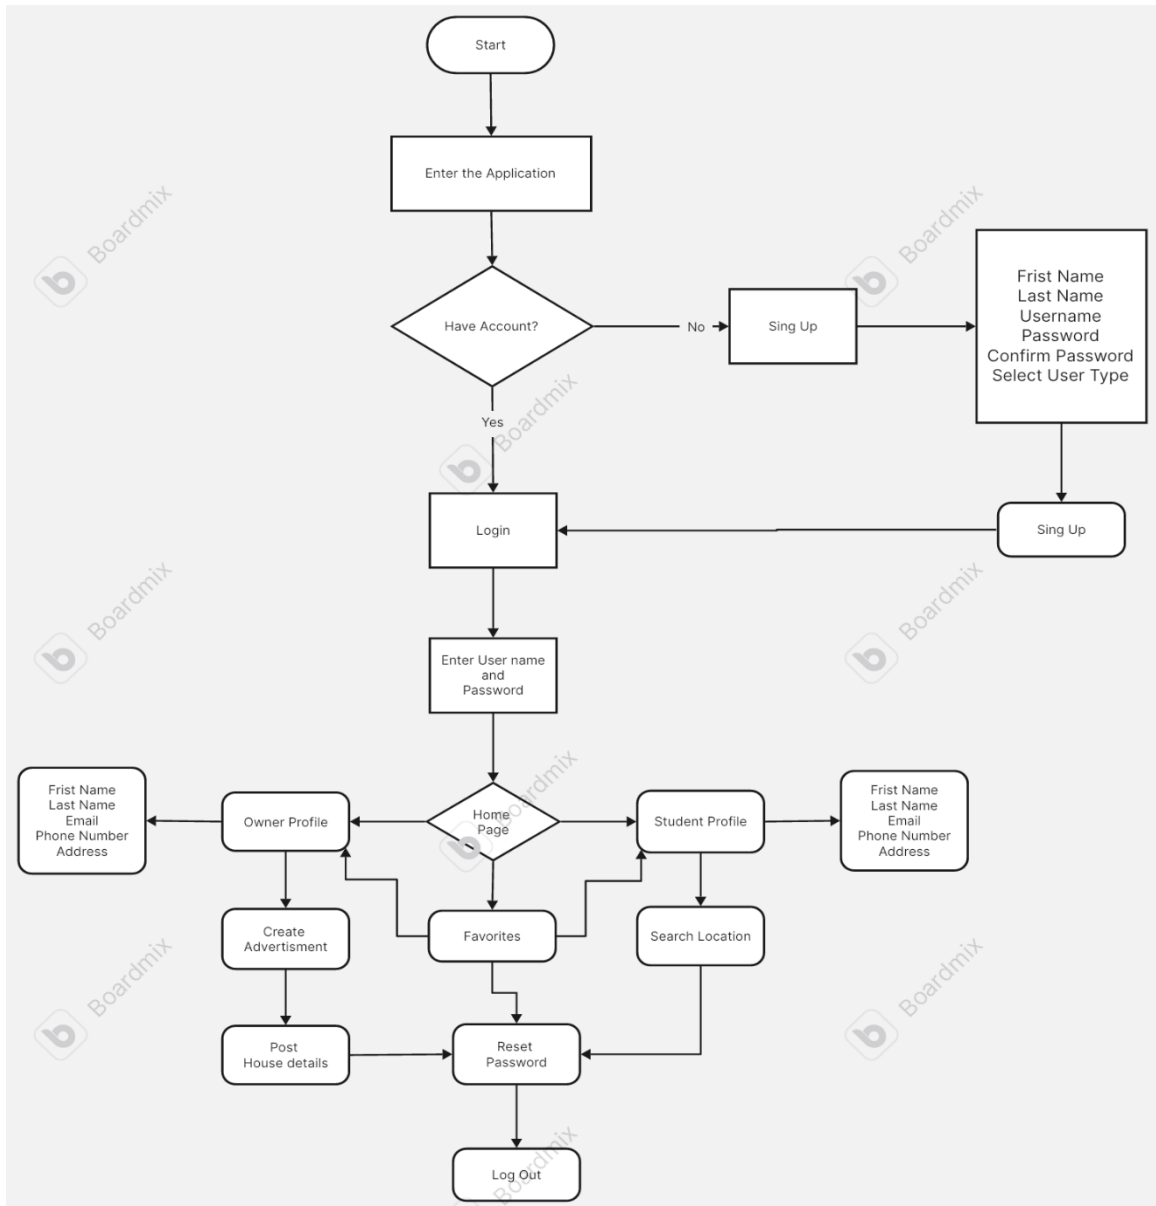 Start
Enter the Application
Boardmix
Boardmix
Have Account?
No
Sing Up
Frist Name
Last Name
Username
Password
Confirm Password
Select User Type
Yes
Boardmix
Login
Sing Up
Boardmix
Boardmix
Enter User name
and
Password
Boardmix
Frist Name
Last Name
Email
Phone Number
Address
Owner Profile
Home
Page
Student Profile
Frist Name
Last Name
Email
Phone Number
Address
Create
Advertisment
Favorites
Search Location
Boardmix
Boardmix
Post
House details
Reset
Password
Boardmix
Log Out